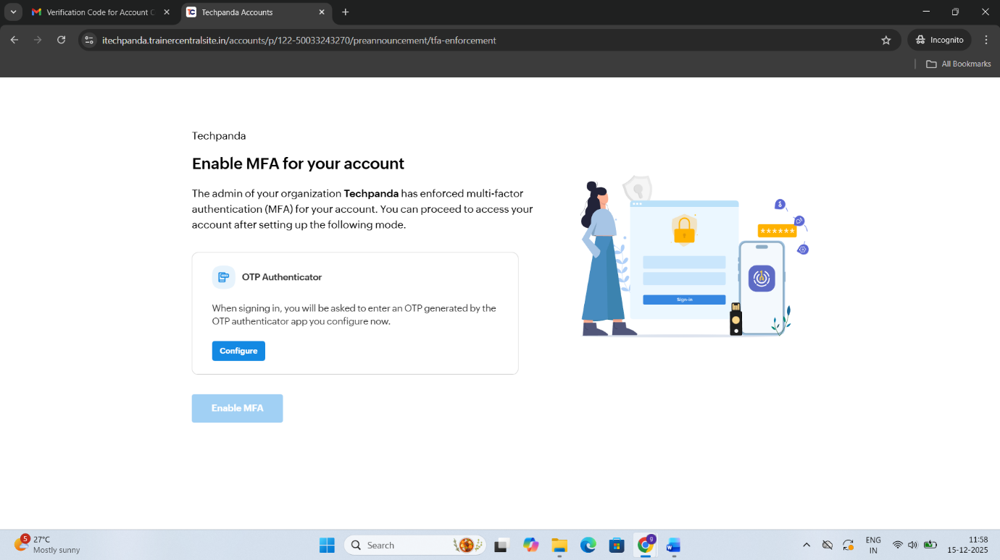 Verification Code for Account C
Techpanda Accounts
itechpanda.trainercentralsite.in/accounts/p/122-50033243270/preannouncement/tfa-enforcement
Incognito
All Bookmarks
Techpanda
Enable MFA for your account
The admin of your organization Techpanda has enforced multi-factor
authentication (MFA) for your account. You can proceed to access your
account after setting up the following mode.
OTP Authenticator
When signing in, you will be asked to enter an OTP generated by the
OTP authenticator app you configure now.
Configure
Enable MFA
******
Sign-in
5
27°C
Mostly sunny
Search
g
ENG
IN
11:58
15-12-2025